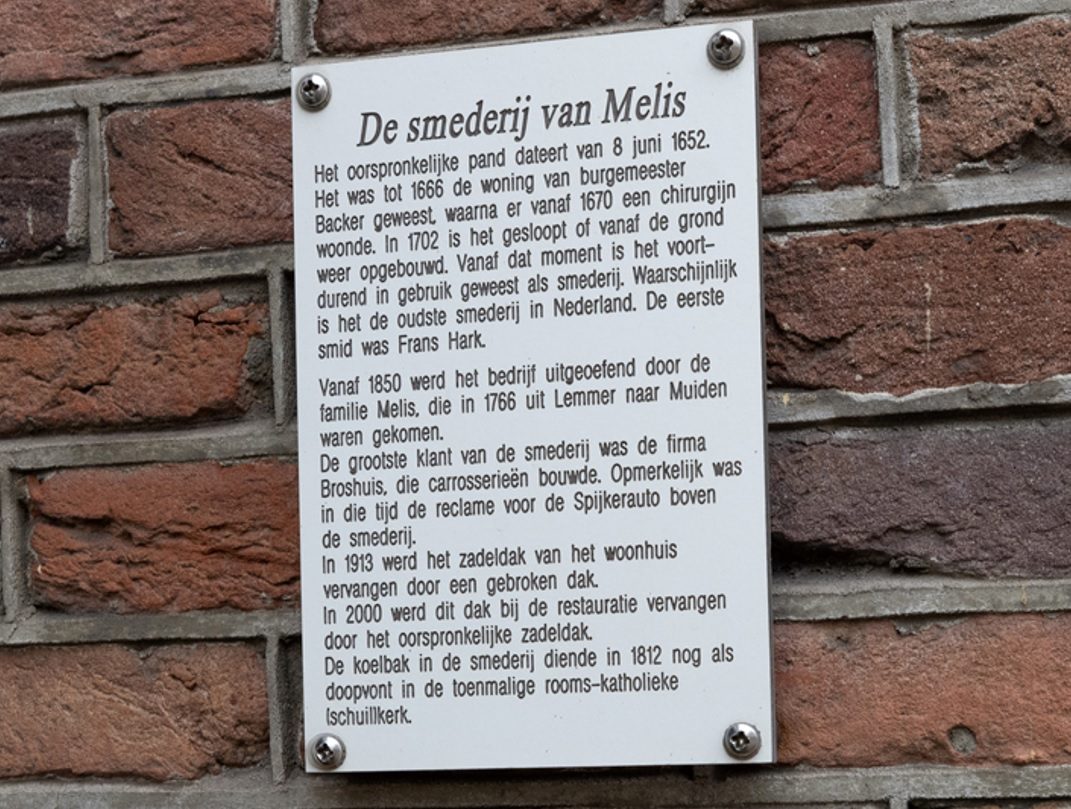 De smederij van Melis
Het oorspronkelijke pand dateert van 8 juni 1652.
Het was tot 1666 de woning van burgemeester
Backer geweest, waarna er vanaf 1670 een chirurgijn
woonde. In 1702 is het gesloopt of vanaf de grond
weer opgebouwd. Vanaf dat moment is het voort-
durend in gebruik geweest als smederij. Waarschijnlijk
is het de oudste smederij in Nederland. De eerste
smid was Frans Hark.
Vanaf 1850 werd het bedrijf uitgeoefend door de
familie Melis, die in 1766 uit Lemmer naar Muiden
waren gekomen.
De grootste klant van de smederij was de firma
Broshuis, die carrosserieën bouwde. Opmerkelijk was
in die tijd de reclame voor de Spijkerauto boven
de smederij.
In 1913 werd het zadeldak van het woonhuis
vervangen door een gebroken dak.
In 2000 werd dit dak bij de restauratie vervangen
door het oorspronkelijke zadeldak.
De koelbak in de smederij diende in 1812 nog als
doopvont in de toenmalige rooms-katholieke
(schuil)kerk.